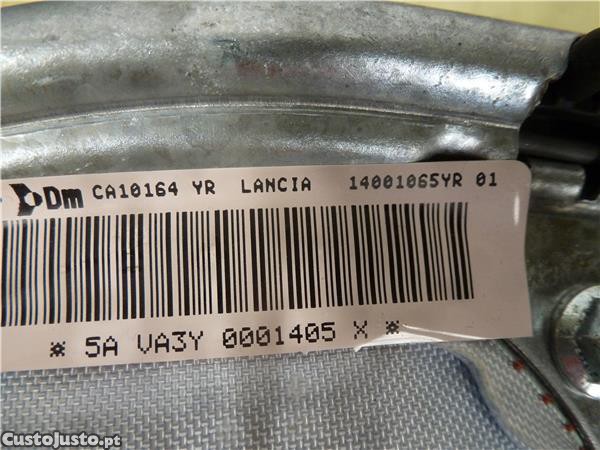 Dm CA10164 YR LANCIA 14001065YR 01
* 5A VA3Y 0001405 X *
CustoJusto.pt